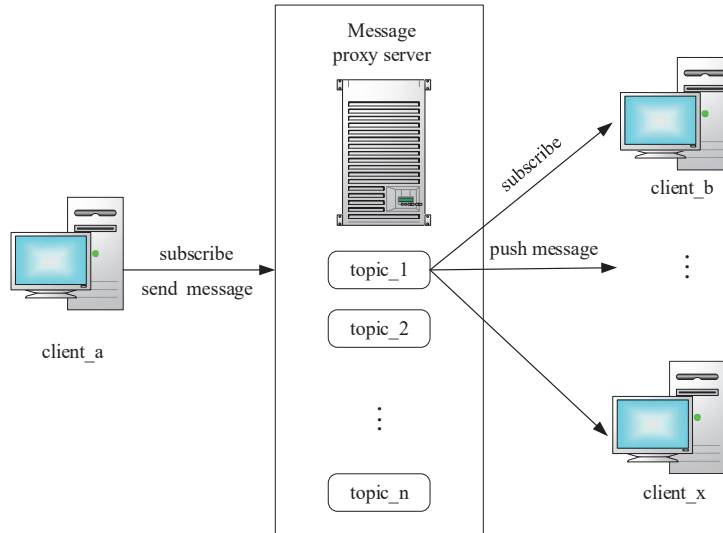 Message
proxy server
subscribe
client_b
subscribe
send message
topic_1
push message
client_a
topic_2
topic_n
client_x